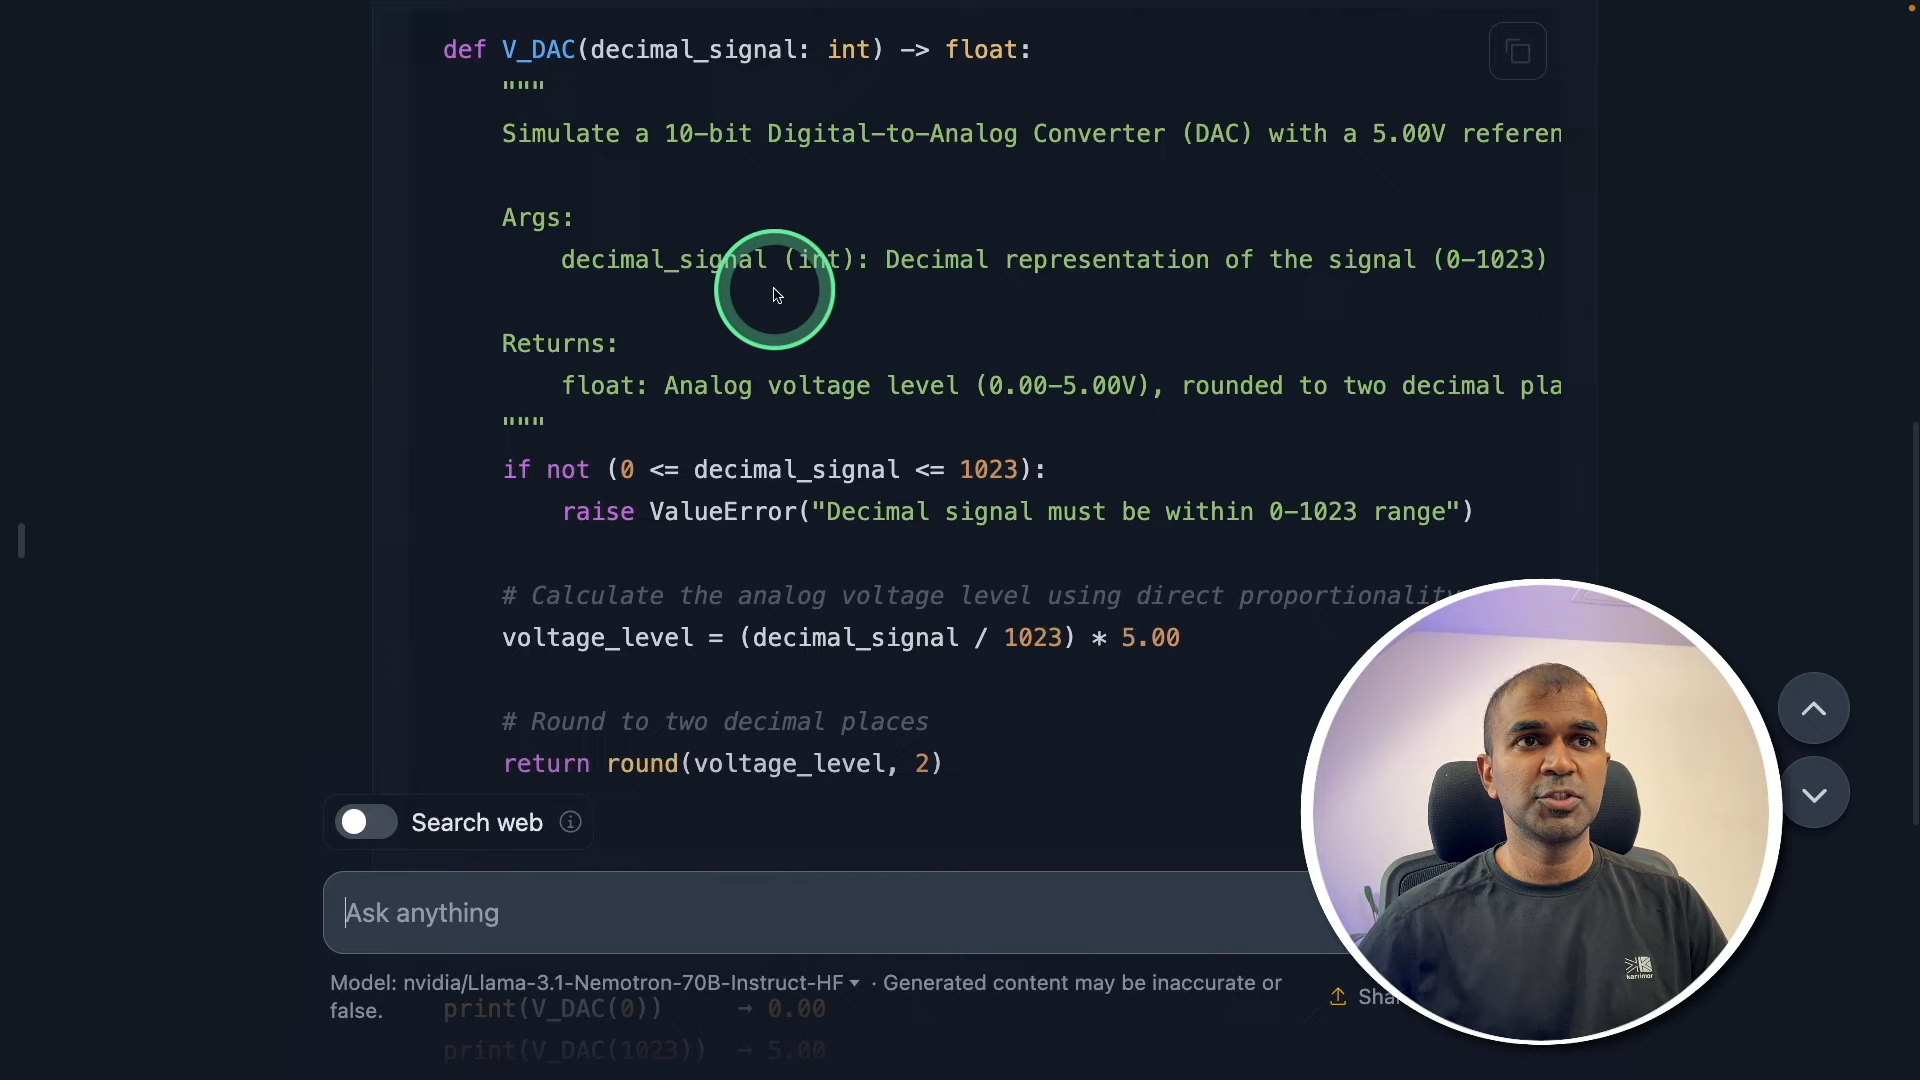 def V_DAC(decimal_signal: int) -> float:
"""
Simulate a 10-bit Digital-to-Analog Converter (DAC) with a 5.00V referen
Args:
decimal_signal (int): Decimal representation of the signal (0-1023)
Returns:
float: Analog voltage level (0.00-5.00V), rounded to two decimal pla
"""
if not (0 <= decimal_signal <= 1023):
raise ValueError("Decimal signal must be within 0-1023 range")
# Calculate the analog voltage level using direct proportionality
voltage_level = (decimal_signal / 1023) * 5.00
# Round to two decimal places
return round(voltage_level, 2)
Search web
Ask anything
Model: nvidia/Llama-3.1-Nemotron-70B-Instruct-HF · Generated content may be inaccurate or
false.
Sha
print(V_DAC(0)) → 0.00
print(V_DAC(1023)) → 5.00
karrimor